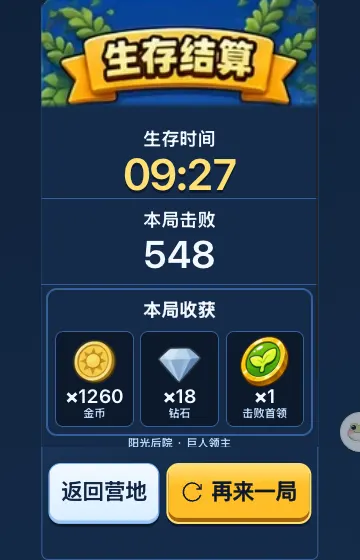 生存结算
生存时间
09:27
本局击败
548
本局收获
×1260
金币
×18
钻石
×1
击败首领
阳光后院 · 巨人领主
返回营地
再来一局